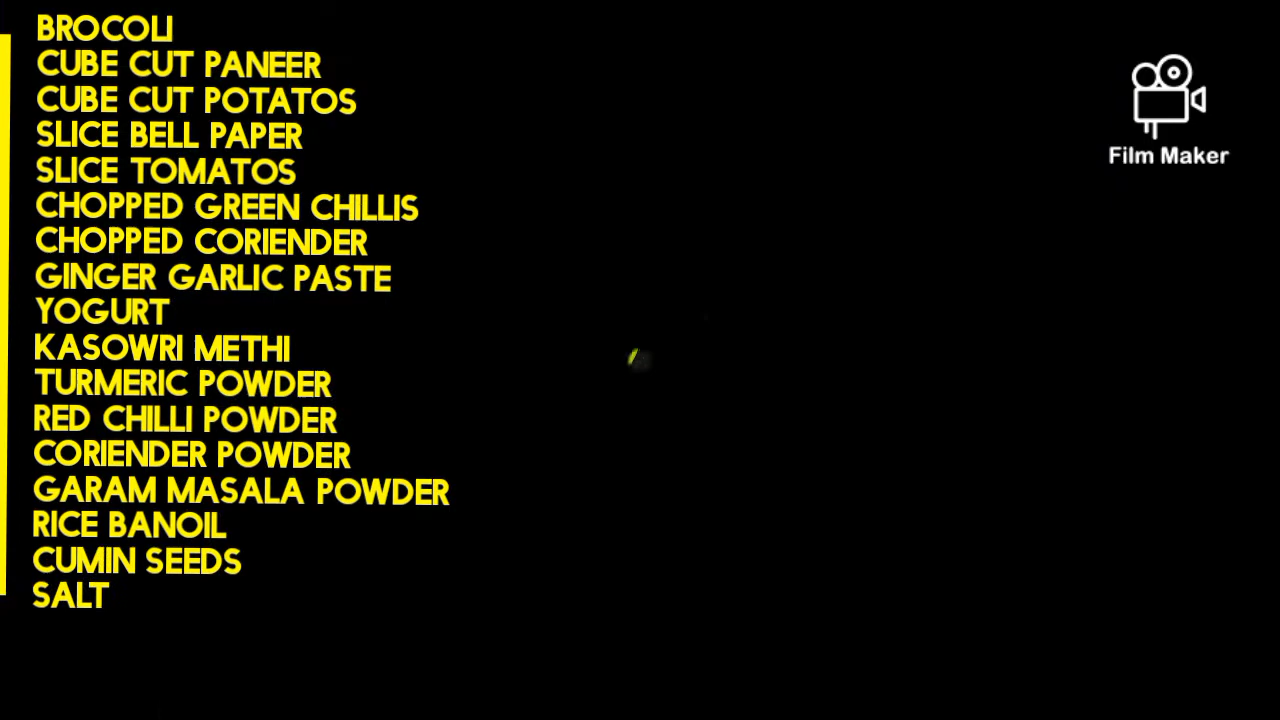 BROCOLI
CUBE CUT PANEER
CUBE CUT POTATOS
SLICE BELL PAPER
SLICE TOMATOS
CHOPPED GREEN CHILLIS
CHOPPED CORIENDER
GINGER GARLIC PASTE
YOGURT
KASOWRI METHI
TURMERIC POWDER
RED CHILLI POWDER
CORIENDER POWDER
GARAM MASALA POWDER
RICE BANOIL
CUMIN SEEDS
SALT
Film Maker